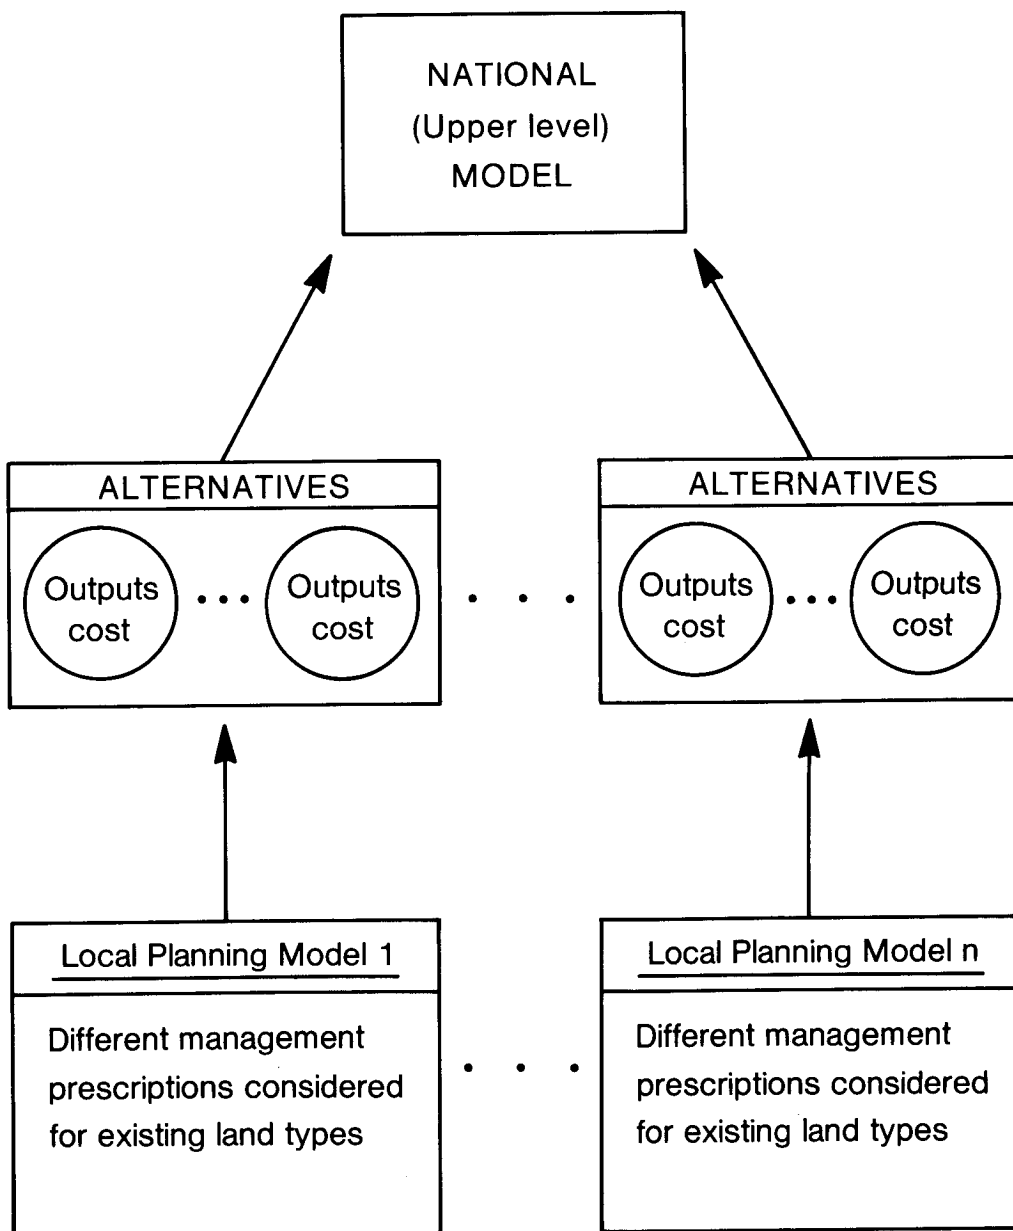 NATIONAL
(Upper level)
MODEL
ALTERNATIVES
Outputs
cost
Outputs
cost
ALTERNATIVES
Outputs
cost
Outputs
cost
Local Planning Model 1
Different management
prescriptions considered
for existing land types
Local Planning Model n
Different management
prescriptions considered
for existing land types